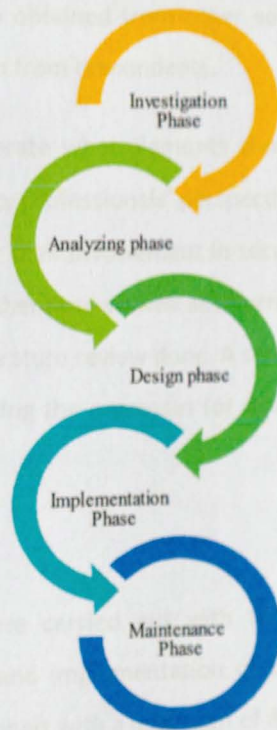 Investigation
Phase
Analyzing phase
Design phase
Implementation
Phase
Maintenance
Phase